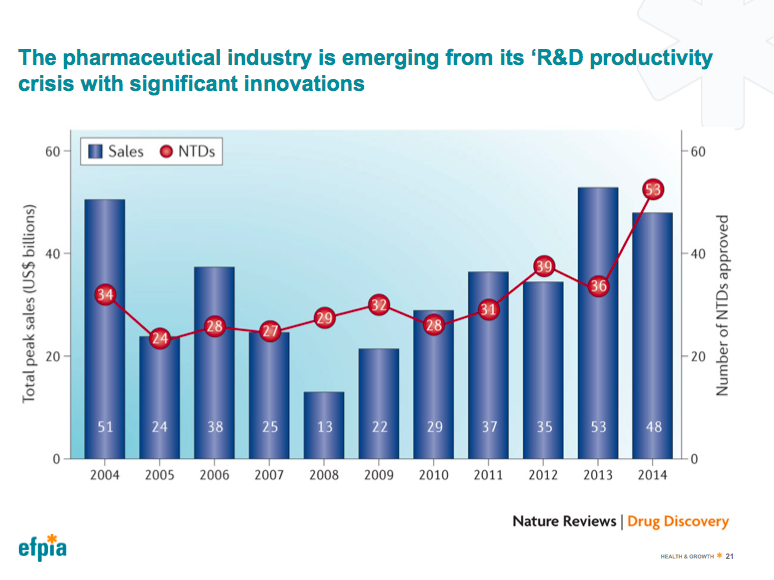 The pharmaceutical industry is emerging from its ‘R&D productivity
crisis with significant innovations
Sales NTDs
Total peak sales (US$ billions)
60
40
20
0
Number of NTDs approved
60
40
20
0
34 24 28 27 29 32 28 31 39 36 53
51 24 38 25 13 22 29 37 35 53 48
2004 2005 2006 2007 2008 2009 2010 2011 2012 2013 2014
Nature Reviews | Drug Discovery
efpia
HEALTH & GROWTH * 21